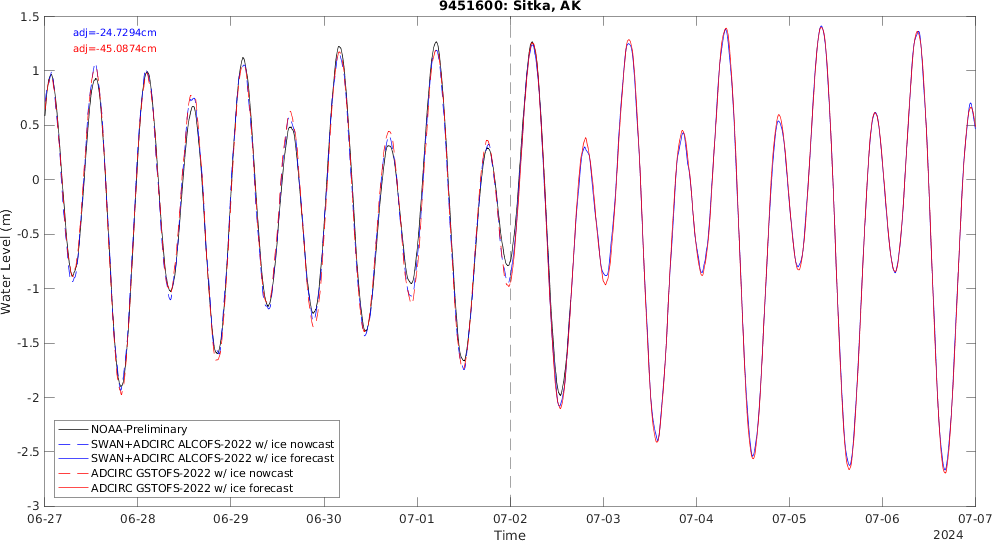 9451600: Sitka, AK
adj=-24.7294cm
adj=-45.0874cm
Water Level (m)
1.5
1
0.5
0
-0.5
-1
-1.5
-2
-2.5
-3
NOAA-Preliminary
SWAN+ADCIRC ALCOFS-2022 w/ ice nowcast
SWAN+ADCIRC ALCOFS-2022 w/ ice forecast
ADCIRC GSTOFS-2022 w/ ice nowcast
ADCIRC GSTOFS-2022 w/ ice forecast
06-27 06-28 06-29 06-30 07-01 07-02 07-03 07-04 07-05 07-06 07-07
Time
2024